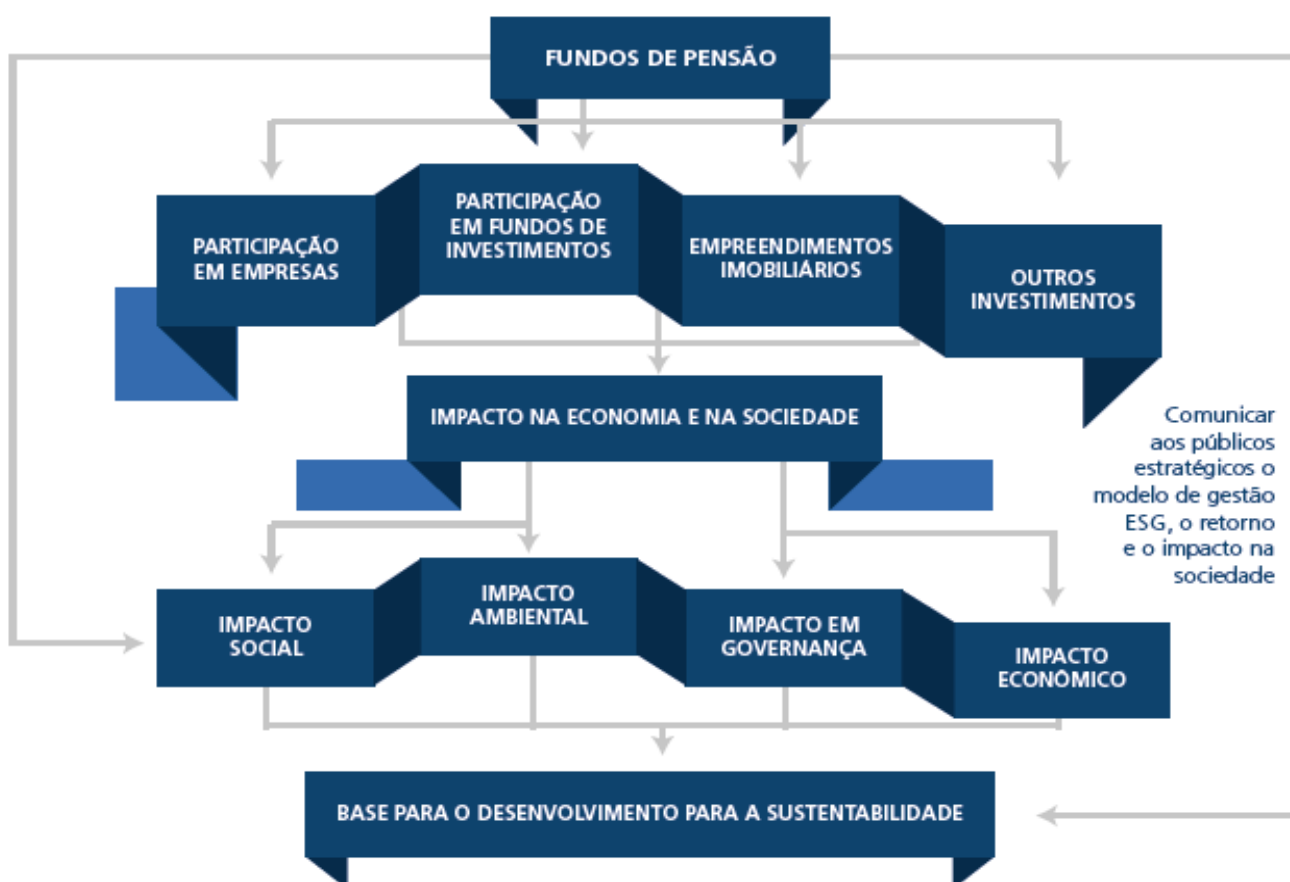 FUNDOS DE PENSÃO
PARTICIPAÇÃO
EM EMPRESAS
PARTICIPAÇÃO
EM FUNDOS DE
INVESTIMENTOS
EMPREENDIMENTOS
IMOBILIÁRIOS
OUTROS
INVESTIMENTOS
IMPACTO NA ECONOMIA E NA SOCIEDADE
Comunicar
aos públicos
estratégicos o
modelo de gestão
ESG, o retorno
e o impacto na
sociedade
IMPACTO
SOCIAL
IMPACTO
AMBIENTAL
IMPACTO EM
GOVERNANÇA
IMPACTO
ECONÔMICO
BASE PARA O DESENVOLVIMENTO PARA A SUSTENTABILIDADE